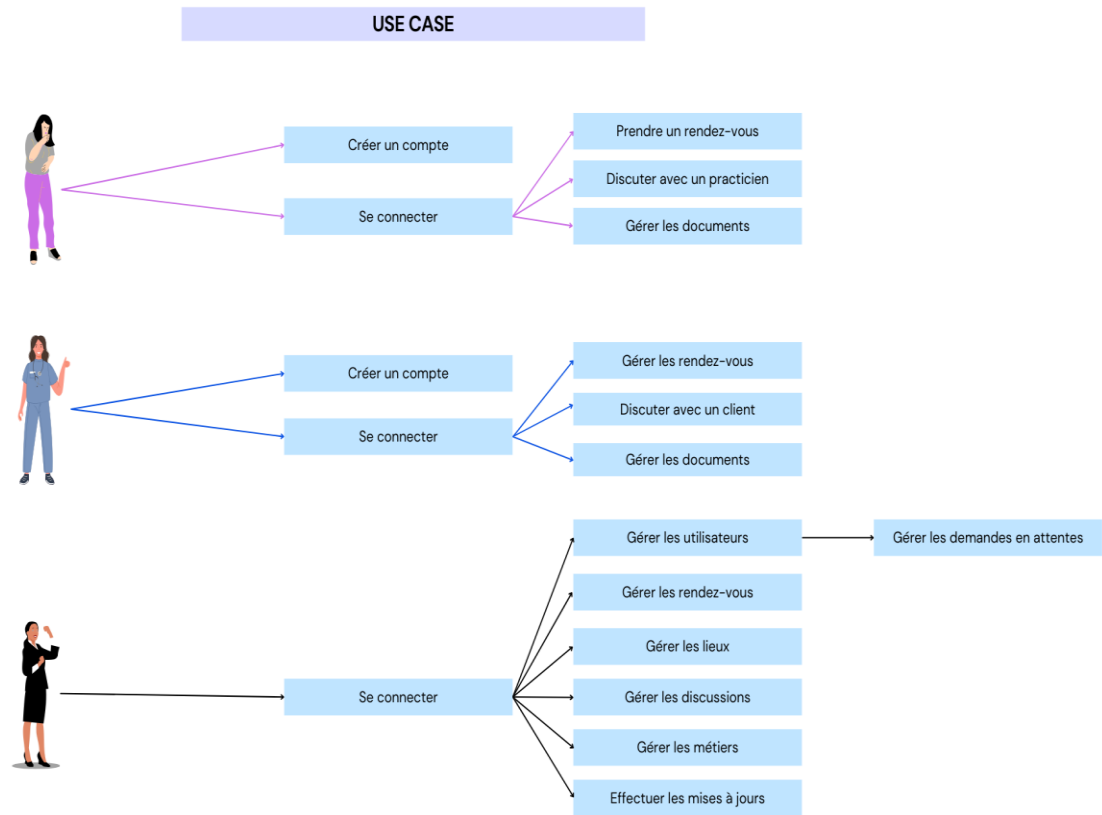 USE CASE
Créer un compte
Se connecter
Prendre un rendez-vous
Discuter avec un practicien
Gérer les documents
Créer un compte
Se connecter
Gérer les rendez-vous
Discuter avec un client
Gérer les documents
Se connecter
Gérer les utilisateurs
Gérer les demandes en attentes
Gérer les rendez-vous
Gérer les lieux
Gérer les discussions
Gérer les métiers
Effectuer les mises à jours